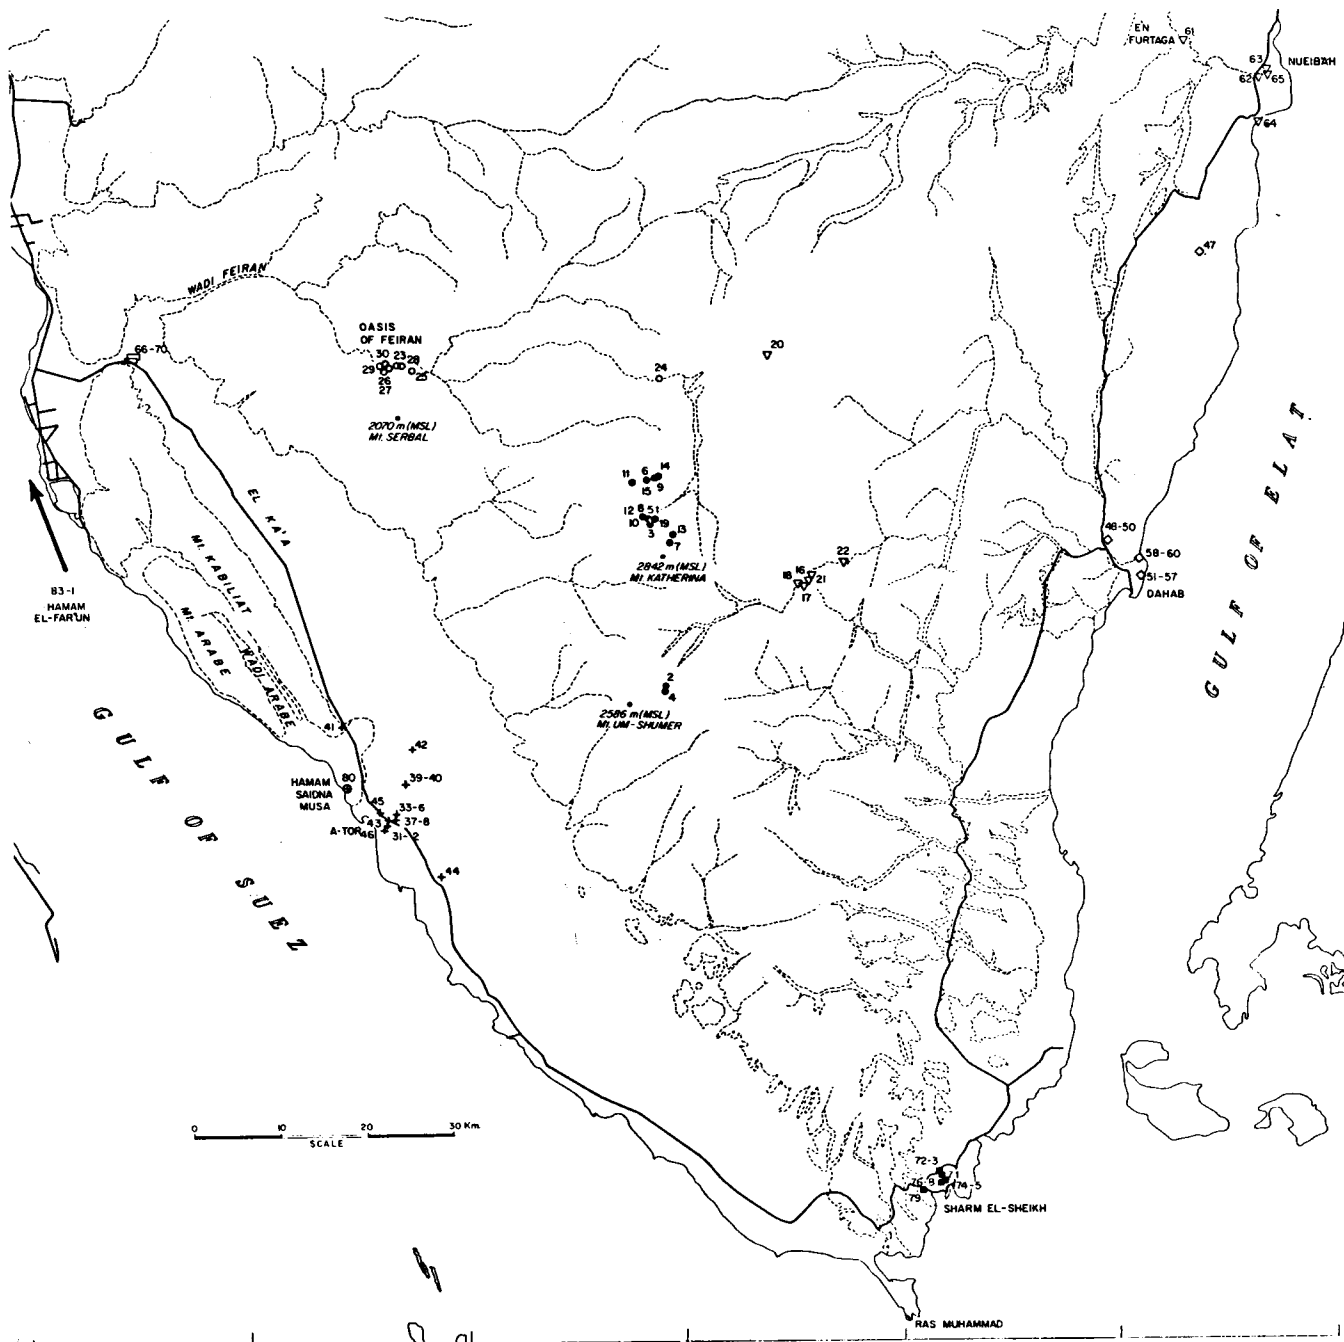 EN
FURTAGA
61
63
NUEIBAH
62
65
64
47
WADI FEIRAN
OASIS
OF FEIRAN
66-70
30
23
28
29
25
26
27
20
24
2070 m (MSL)
MT. SERBAL
EL KA'A
11
6
14
15
9
12
8
5
1
10
19
3
13
7
2842 m (MSL)
MT. KATHERINA
22
18
16
21
17
48-50
58-60
51-57
DAHAB
GULF OF ELAT
83-1
HAMAM
EL-FAR'UN
MT. KABILIAT
MT. ARABE
WADI ARABE
2
4
2586 m (MSL)
MT. UM-SHUMER
41
42
GULF OF SUEZ
80
HAMAM
SAIDNA
MUSA
39-40
45
33-6
43
37-8
A-TOR
46
31-2
44
0 10 20 30 Km.
SCALE
72-3
76-8
74-5
79
SHARM EL-SHEIKH
RAS MUHAMMAD